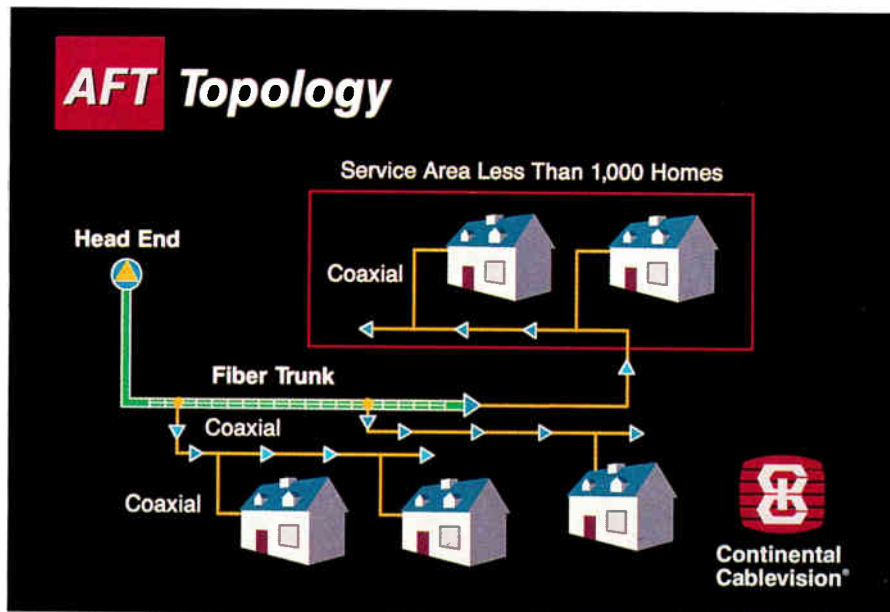 AFT Topology
Service Area Less Than 1,000 Homes
Head End
Coaxial
Fiber Trunk
Coaxial
Coaxial
Continental
Cablevision®